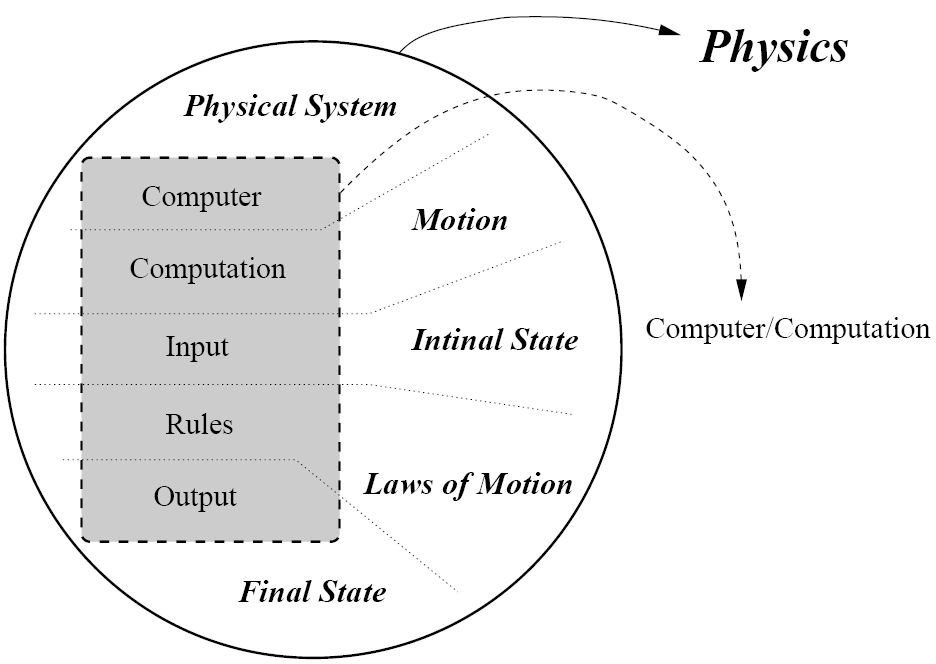 Physics
Physical System
Computer
Motion
Computation
Computer/Computation
Intinal State
Input
Rules
Laws of Motion
Output
Final State